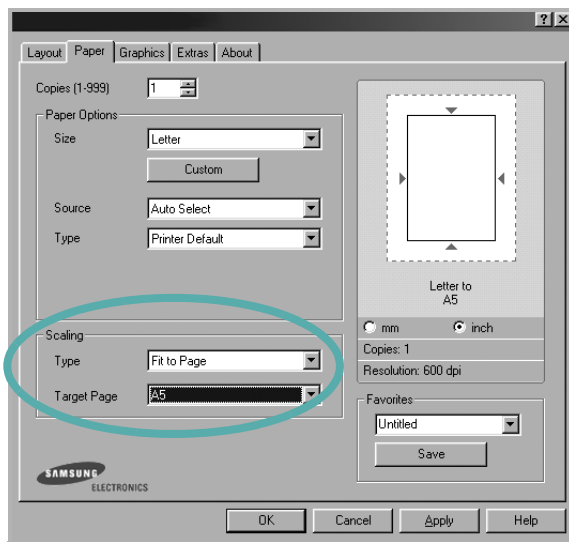 ? ×
Layout Paper Graphics Extras About
Copies (1-999) 1
Paper Options
Size Letter
Custom
Source Auto Select
Type Printer Default
Letter to
A5
mm inch
Copies: 1
Resolution: 600 dpi
Scaling
Type Fit to Page
Target Page A5
Favorites
Untitled
Save
SAMSUNG
ELECTRONICS
OK Cancel Apply Help